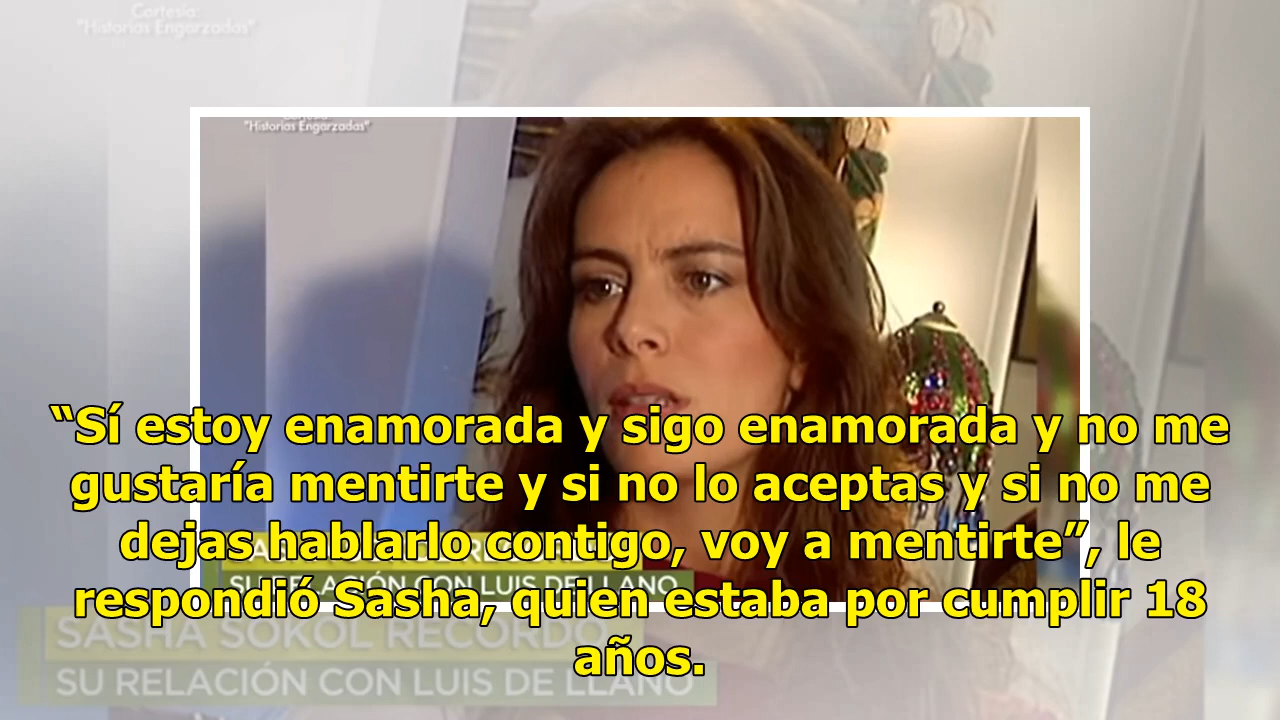 Cortesía:
"Historias Engarzadas"
"Historias Engarzadas"
“Sí estoy enamorada y sigo enamorada y no me
gustaría mentirte y si no lo aceptas y si no me
dejas hablarlo contigo, voy a mentirte”, le
respondió Sasha, quien estaba por cumplir 18
años.
SU RELACIÓN CON LUIS DE LLANO
SASHA SOKOL RECORDÓ
SU RELACIÓN CON LUIS DE LLANO